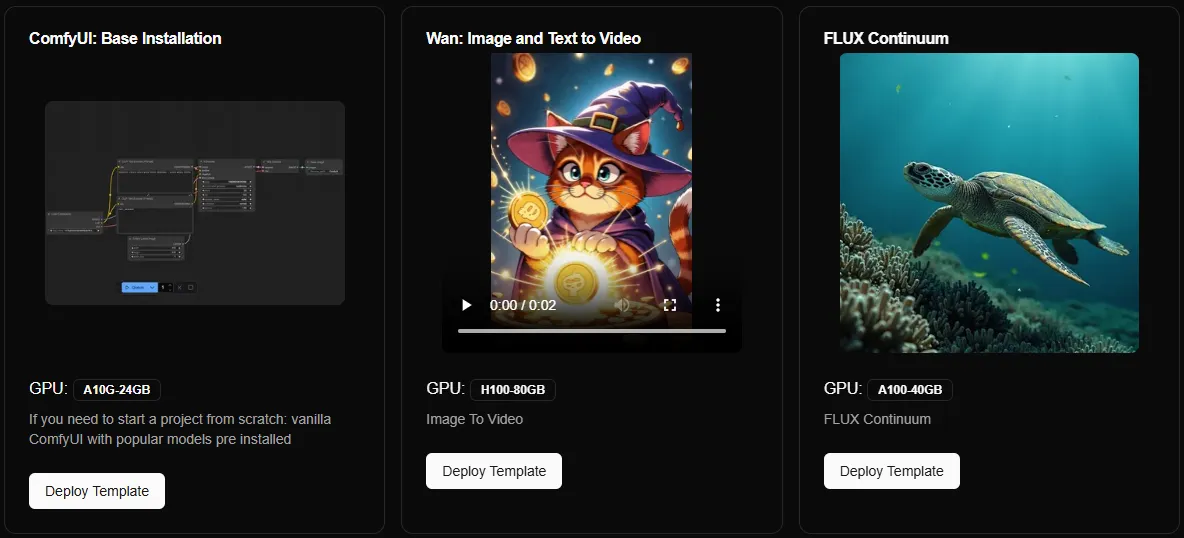 ComfyUI: Base Installation
Queue
1
GPU: A10G-24GB
If you need to start a project from scratch: vanilla
ComfyUI with popular models pre installed
Deploy Template
Wan: Image and Text to Video
0:00 / 0:02
GPU: H100-80GB
Image To Video
Deploy Template
FLUX Continuum
GPU: A100-40GB
FLUX Continuum
Deploy Template